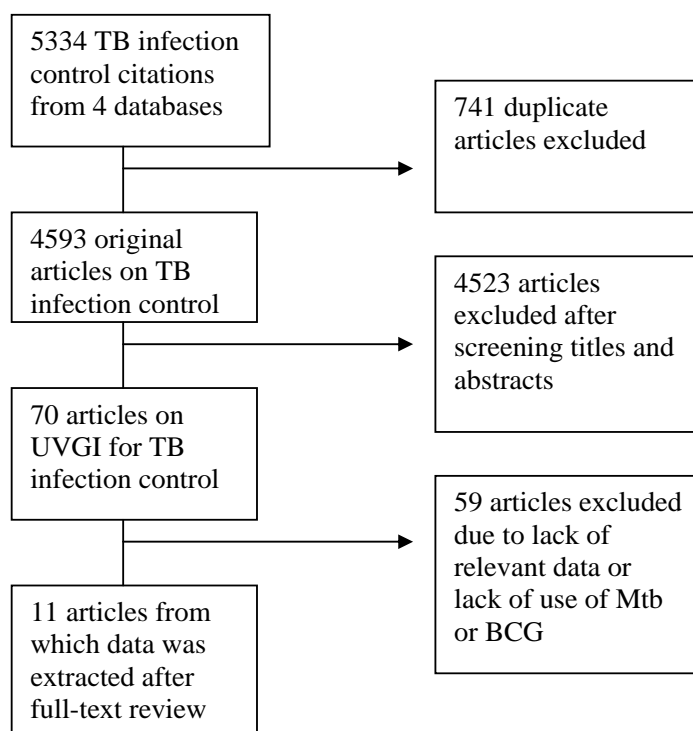 5334 TB infection
control citations
from 4 databases
741 duplicate
articles excluded
4593 original
articles on TB
infection control
4523 articles
excluded after
screening titles and
abstracts
70 articles on
UVGI for TB
infection control
59 articles excluded
due to lack of
relevant data or
lack of use of Mtb
or BCG
11 articles from
which data was
extracted after
full-text review